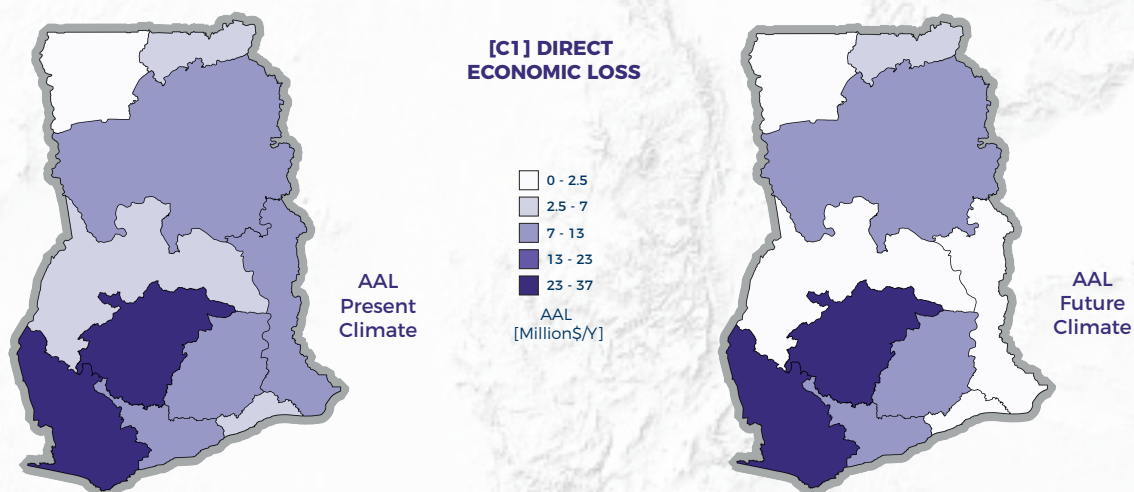 [C1] DIRECT
ECONOMIC LOSS
0 - 2.5
2.5 - 7
7 - 13
13 - 23
23 - 37
AAL
[Million$/Y]
AAL
Present
Climate
AAL
Future
Climate